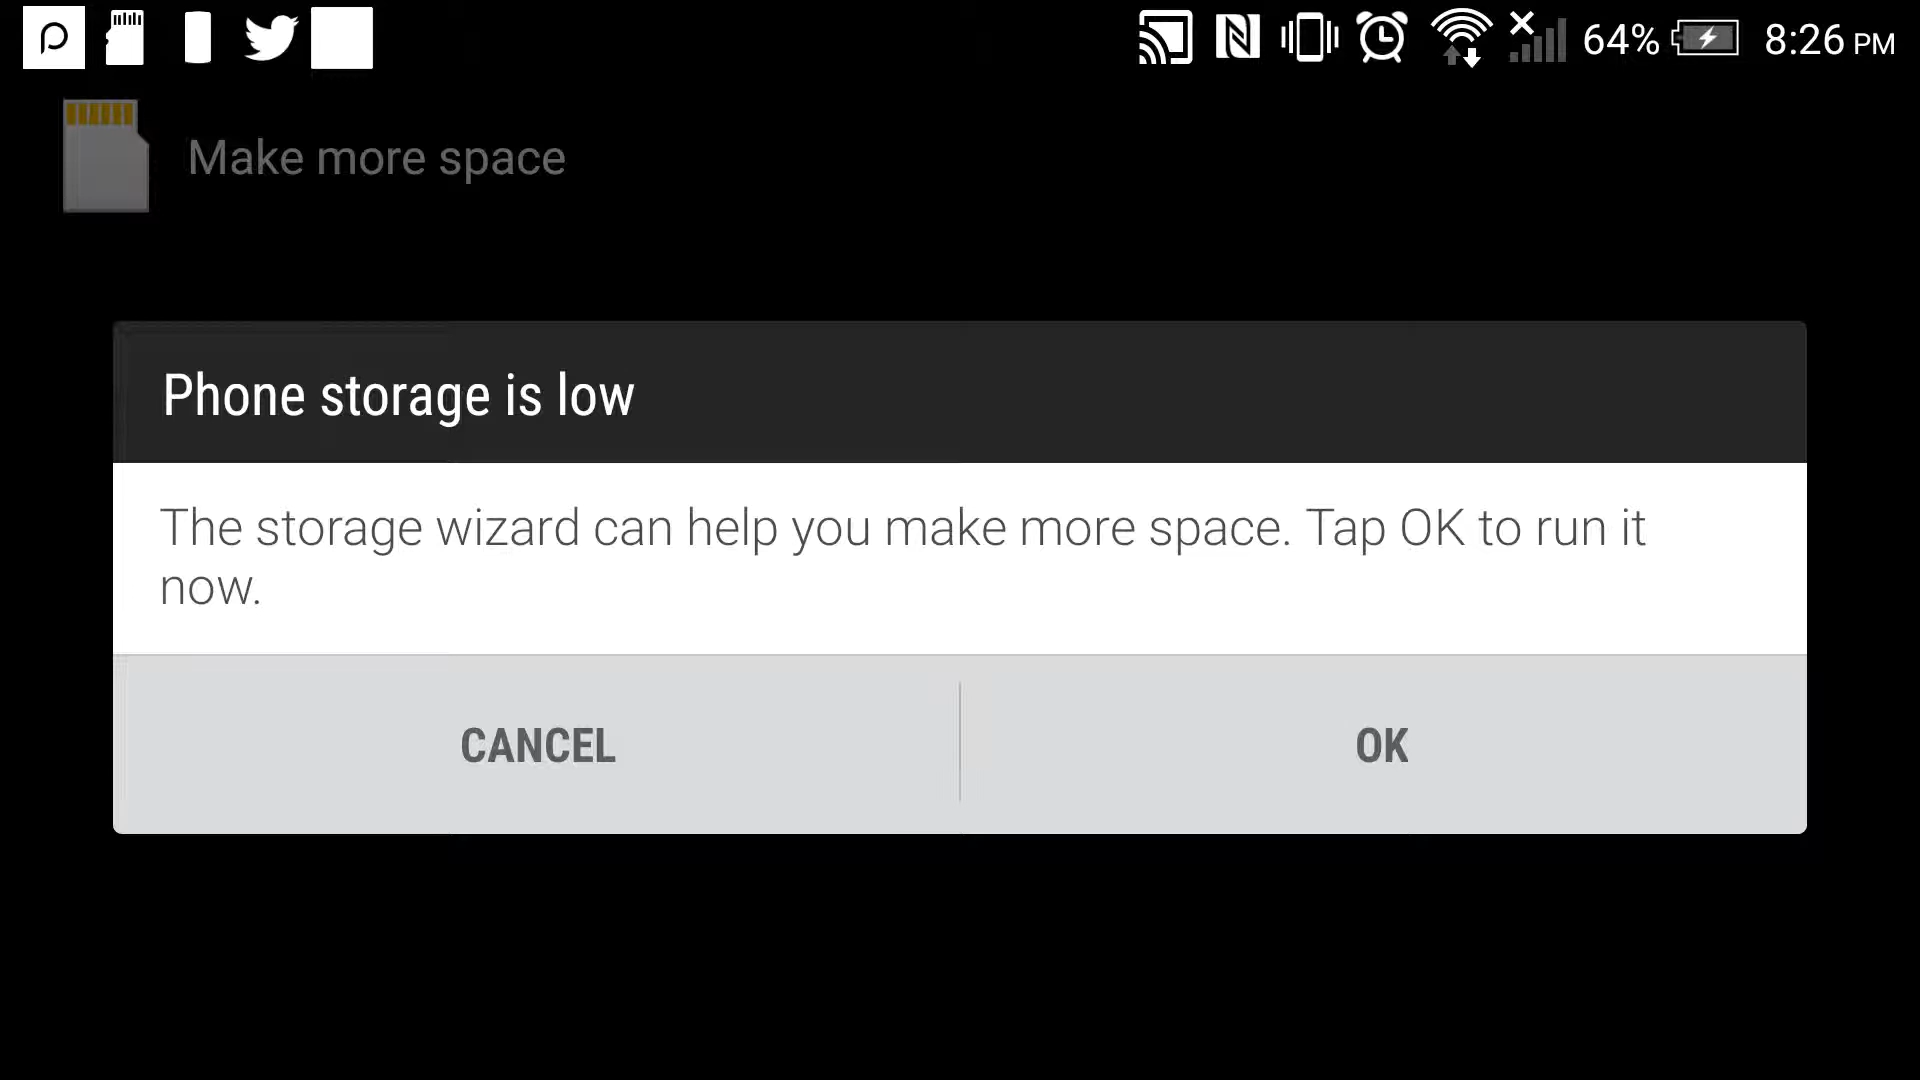 64% 8:26 PM
Make more space
Phone storage is low
The storage wizard can help you make more space. Tap OK to run it
now.
CANCEL OK